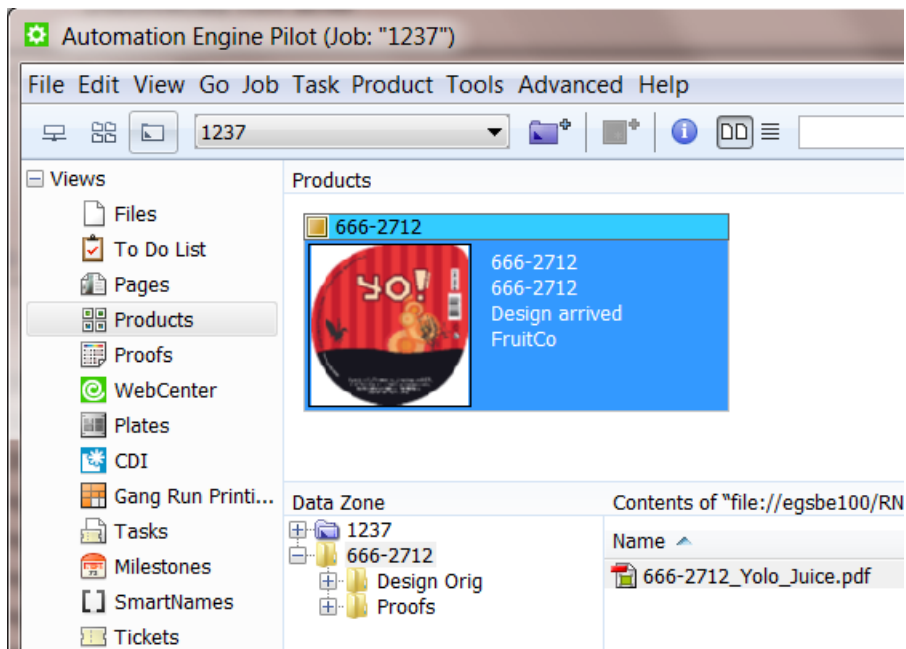 Automation Engine Pilot (Job: "1237")
File Edit View Go Job Task Product Tools Advanced Help
1237
Views
Files
To Do List
Pages
Products
Proofs
WebCenter
Plates
CDI
Gang Run Printi...
Tasks
Milestones
SmartNames
Tickets
Products
666-2712
YO!
666-2712
666-2712
Design arrived
FruitCo
Data Zone
1237
666-2712
Design Orig
Proofs
Contents of "file://egsbe100/RN
Name
666-2712_Yolo_Juice.pdf